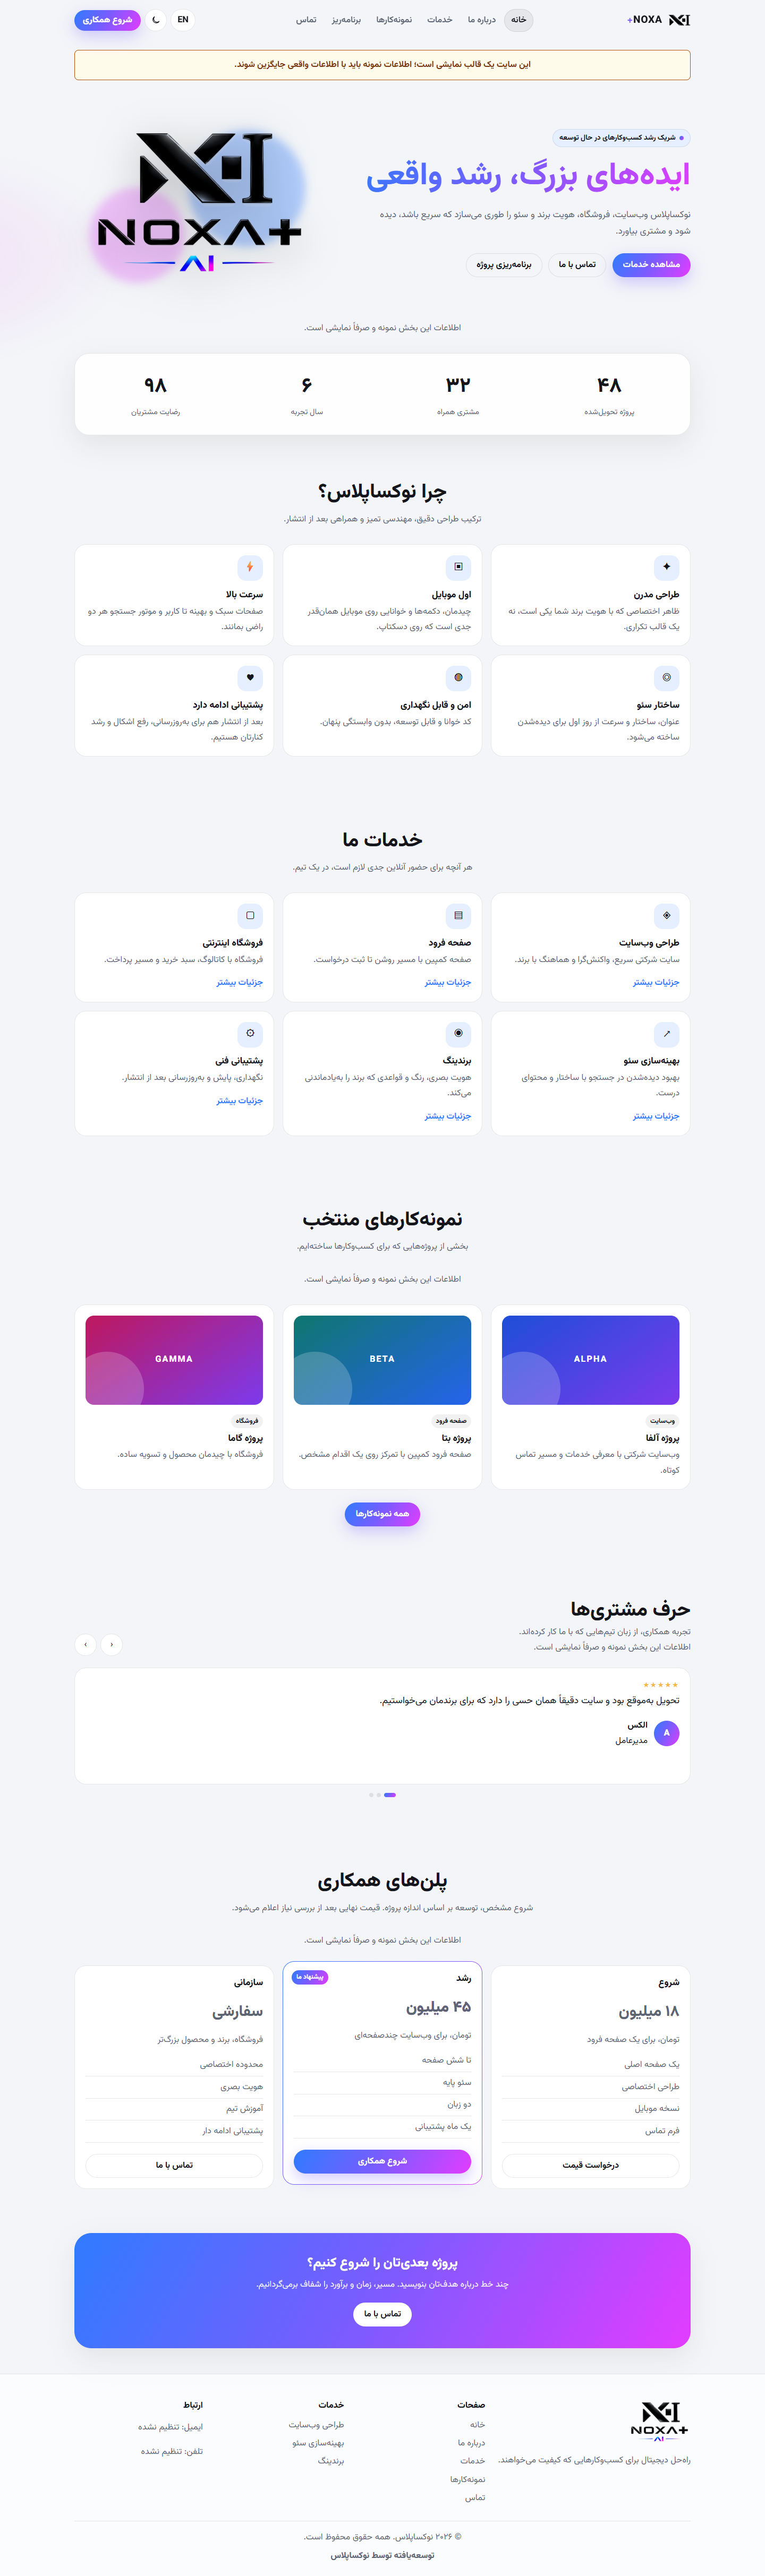 NOXA+
خانه
درباره ما
خدمات
نمونه‌کارها
برنامه‌ریز
تماس
EN
شروع همکاری
این سایت یک قالب نمایشی است؛ اطلاعات نمونه باید با اطلاعات واقعی جایگزین شوند.
شریک رشد کسب‌وکارهای در حال توسعه
ایده‌های بزرگ، رشد واقعی
نوکساپلاس وب‌سایت، فروشگاه، هویت برند و سئو را طوری می‌سازد که سریع باشد، دیده
شود و مشتری بیاورد.
مشاهده خدمات
تماس با ما
برنامه‌ریزی پروژه
NOXA+
AI
اطلاعات این بخش نمونه و صرفاً نمایشی است.
۴۸
پروژه تحویل‌شده
۳۲
مشتری همراه
۶
سال تجربه
۹۸
رضایت مشتریان
چرا نوکساپلاس؟
ترکیب طراحی دقیق، مهندسی تمیز و همراهی بعد از انتشار.
طراحی مدرن
ظاهر اختصاصی که با هویت برند شما یکی است، نه
یک قالب تکراری.
اول موبایل
چیدمان، دکمه‌ها و خوانایی روی موبایل همان‌قدر
جدی است که روی دسکتاپ.
سرعت بالا
صفحات سبک و بهینه تا کاربر و موتور جستجو هر دو
راضی بمانند.
ساختار سئو
عنوان، ساختار و سرعت از روز اول برای دیده‌شدن
ساخته می‌شود.
امن و قابل نگهداری
کد خوانا و قابل توسعه، بدون وابستگی پنهان.
پشتیبانی ادامه دارد
بعد از انتشار هم برای به‌روزرسانی، رفع اشکال و رشد
کنارتان هستیم.
خدمات ما
هر آنچه برای حضور آنلاین جدی لازم است، در یک تیم.
طراحی وب‌سایت
سایت شرکتی سریع، واکنش‌گرا و هماهنگ با برند.
جزئیات بیشتر
صفحه فرود
صفحه کمپین با مسیر روشن تا ثبت درخواست.
جزئیات بیشتر
فروشگاه اینترنتی
فروشگاه با کاتالوگ، سبد خرید و مسیر پرداخت.
جزئیات بیشتر
بهینه‌سازی سئو
بهبود دیده‌شدن در جستجو با ساختار و محتوای
درست.
جزئیات بیشتر
برندینگ
هویت بصری، رنگ و قواعدی که برند را به‌یادماندنی
می‌کند.
جزئیات بیشتر
پشتیبانی فنی
نگهداری، پایش و به‌روزرسانی بعد از انتشار.
جزئیات بیشتر
نمونه‌کارهای منتخب
بخشی از پروژه‌هایی که برای کسب‌وکارها ساخته‌ایم.
اطلاعات این بخش نمونه و صرفاً نمایشی است.
ALPHA
وب‌سایت
پروژه آلفا
وب‌سایت شرکتی با معرفی خدمات و مسیر تماس
کوتاه.
BETA
صفحه فرود
پروژه بتا
صفحه فرود کمپین با تمرکز روی یک اقدام مشخص.
GAMMA
فروشگاه
پروژه گاما
فروشگاه با چیدمان محصول و تسویه ساده.
همه نمونه‌کارها
حرف مشتری‌ها
تجربه همکاری، از زبان تیم‌هایی که با ما کار کرده‌اند.
اطلاعات این بخش نمونه و صرفاً نمایشی است.
★★★★★
تحویل به‌موقع بود و سایت دقیقاً همان حسی را دارد که برای برندمان می‌خواستیم.
A
الکس
مدیرعامل
پلن‌های همکاری
شروع مشخص، توسعه بر اساس اندازه پروژه. قیمت نهایی بعد از بررسی نیاز اعلام می‌شود.
اطلاعات این بخش نمونه و صرفاً نمایشی است.
شروع
۱۸ میلیون
تومان، برای یک صفحه فرود
یک صفحه اصلی
طراحی اختصاصی
نسخه موبایل
فرم تماس
درخواست قیمت
رشد
پیشنهاد ما
۴۵ میلیون
تومان، برای وب‌سایت چندصفحه‌ای
تا شش صفحه
سئو پایه
دو زبان
یک ماه پشتیبانی
شروع همکاری
سازمانی
سفارشی
فروشگاه، برند و محصول بزرگ‌تر
محدوده اختصاصی
هویت بصری
آموزش تیم
پشتیبانی ادامه دار
تماس با ما
پروژه بعدی‌تان را شروع کنیم؟
چند خط درباره هدف‌تان بنویسید. مسیر، زمان و برآورد را شفاف برمی‌گردانیم.
تماس با ما
NOXA+
AI
راه‌حل دیجیتال برای کسب‌وکارهایی که کیفیت می‌خواهند.
صفحات
خانه
درباره ما
خدمات
نمونه‌کارها
تماس
خدمات
طراحی وب‌سایت
بهینه‌سازی سئو
برندینگ
ارتباط
ایمیل: تنظیم نشده
تلفن: تنظیم نشده
© ۲۰۲۶ نوکساپلاس. همه حقوق محفوظ است.
توسعه‌یافته توسط نوکساپلاس